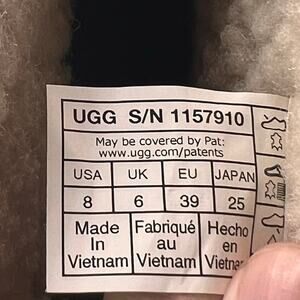 UGG S/N 1157910
May be covered by Pat:
www.ugg.com/patents
USA UK EU JAPAN
8 6 39 25
Made Fabriqué Hecho
In au en
Vietnam Vietnam Vietnam